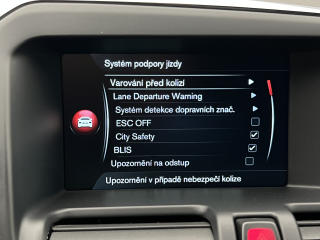 Systém podpory jízdy
Varování před kolizí
Lane Departure Warning
Systém detekce dopravních znač.
ESC OFF
City Safety
BLIS
Upozornění na odstup
Upozornění v případě nebezpečí kolize